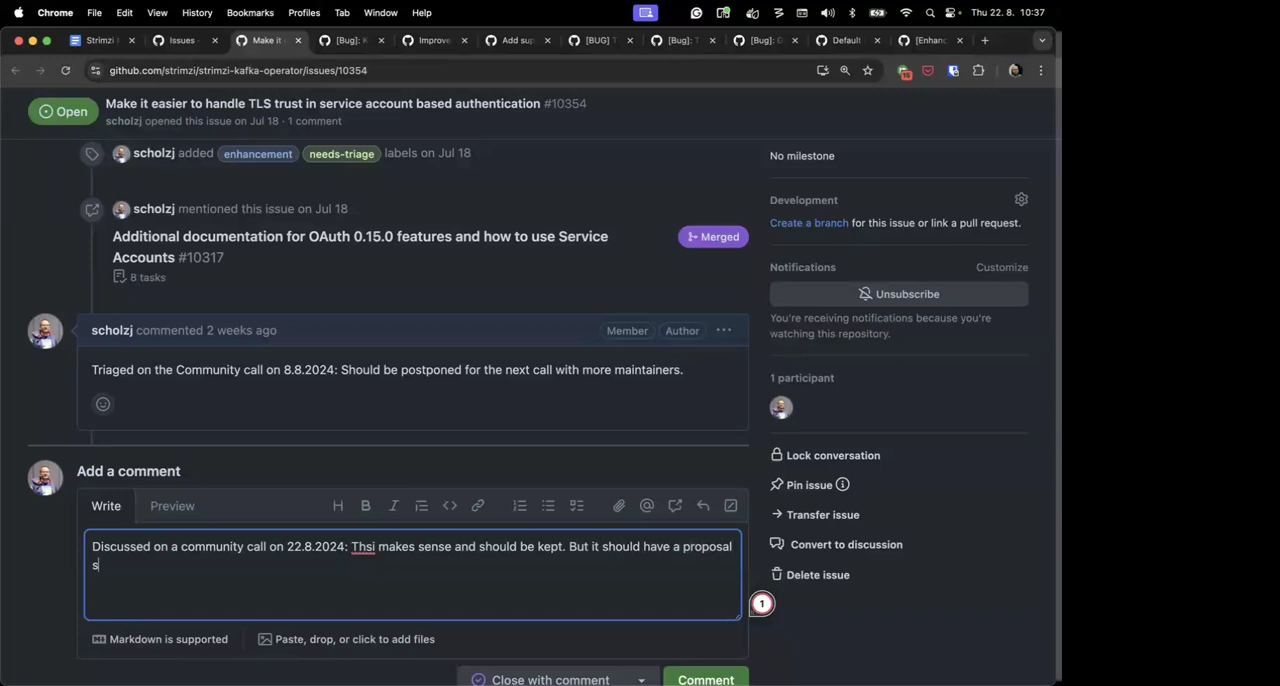 Chrome File Edit View History Bookmarks Profiles Tab Window Help Thu 22. 8. 10:37
Strimzi Issues · Make it [Bug]: Improve Add sup [BUG] T [Bug]: T [Bug]: Default [Enhanc
github.com/strimzi/strimzi-kafka-operator/issues/10354
15
Open
Make it easier to handle TLS trust in service account based authentication #10354
scholzj opened this issue on Jul 18 · 1 comment
scholzj added enhancement needs-triage labels on Jul 18
scholzj mentioned this issue on Jul 18
Additional documentation for OAuth 0.15.0 features and how to use Service
Accounts #10317
Merged
8 tasks
scholzj commented 2 weeks ago Member Author ···
Triaged on the Community call on 8.8.2024: Should be postponed for the next call with more maintainers.
Add a comment
Write Preview
Discussed on a community call on 22.8.2024: Thsi makes sense and should be kept. But it should have a proposal
s
1
Markdown is supported Paste, drop, or click to add files
Close with comment Comment
No milestone
Development
Create a branch for this issue or link a pull request.
Notifications Customize
Unsubscribe
You're receiving notifications because you're
watching this repository.
1 participant
Lock conversation
Pin issue
Transfer issue
Convert to discussion
Delete issue